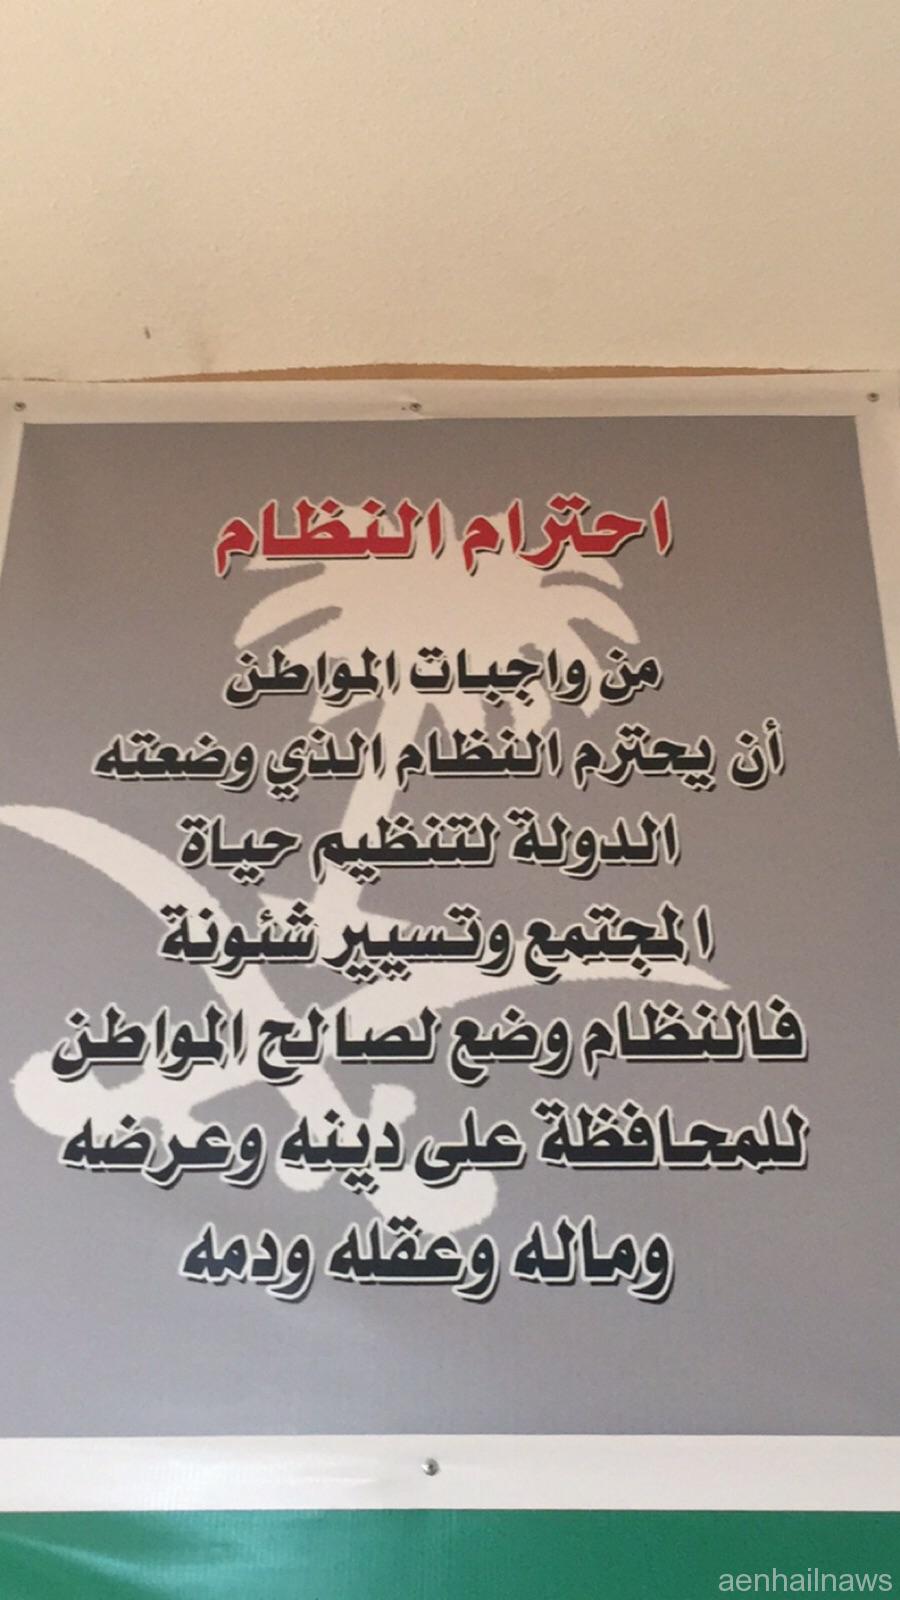 احترام النظام
من واجبات المواطن
أن يحترم النظام الذي وضعته
الدولة لتنظيم حياة
المجتمع وتسيير شئونة
فالنظام وضع لصالح المواطن
للمحافظة على دينه وعرضه
وماله وعقله ودمه
aenhailnaws